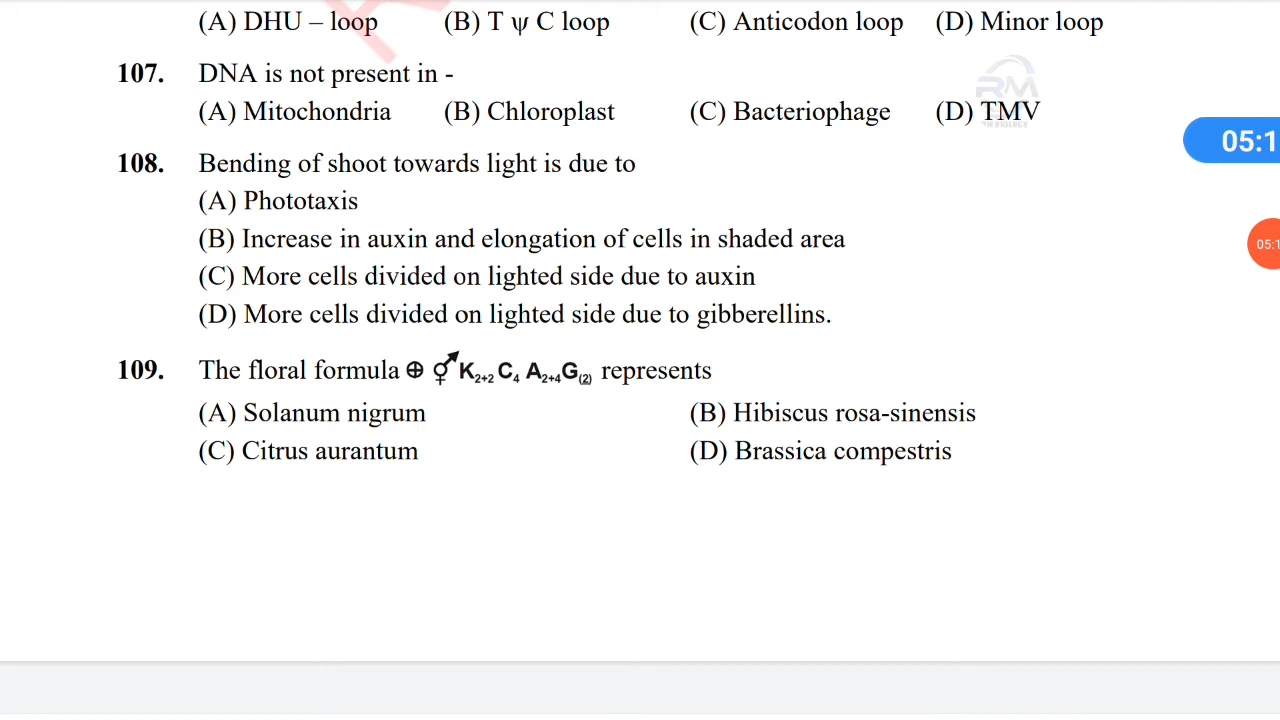 (A) DHU – loop (B) T ψ C loop (C) Anticodon loop (D) Minor loop
107. DNA is not present in -
(A) Mitochondria (B) Chloroplast (C) Bacteriophage (D) TMV
RM
108. Bending of shoot towards light is due to
05:1
(A) Phototaxis
(B) Increase in auxin and elongation of cells in shaded area
05:1
(C) More cells divided on lighted side due to auxin
(D) More cells divided on lighted side due to gibberellins.
109. The floral formula ⊕ ⚥ K₂₊₂ C₄ A₂₊₄G₍₂₎ represents
(A) Solanum nigrum (B) Hibiscus rosa-sinensis
(C) Citrus aurantum (D) Brassica compestris